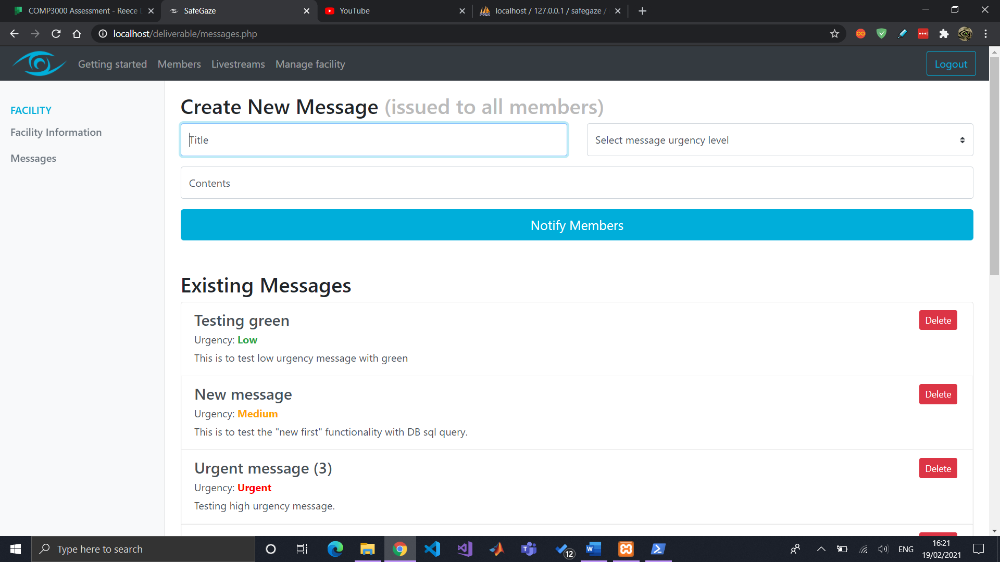 COMP3000 Assessment - Reece
SafeGaze
YouTube
localhost / 127.0.0.1 / safegaze /
localhost/deliverable/messages.php
Getting started
Members
Livestreams
Manage facility
Logout
FACILITY
Facility Information
Messages
Create New Message (issued to all members)
Title
Select message urgency level
Contents
Notify Members
Existing Messages
Testing green
Delete
Urgency: Low
This is to test low urgency message with green
New message
Delete
Urgency: Medium
This is to test the "new first" functionality with DB sql query.
Urgent message (3)
Delete
Urgency: Urgent
Testing high urgency message.
Type here to search
12
ENG
16:21
19/02/2021